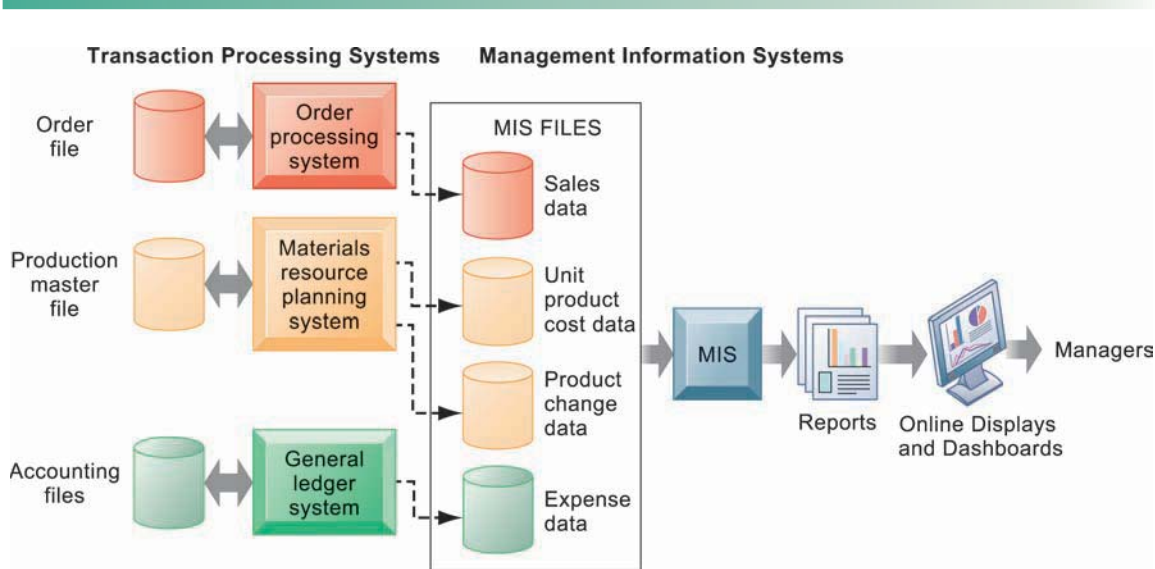 Transaction Processing Systems
Management Information Systems
Order
file
Order
processing
system
MIS FILES
Sales
data
Production
master
file
Materials
resource
planning
system
Unit
product
cost data
Product
change
data
MIS
Reports
Online Displays
and Dashboards
Managers
Accounting
files
General
ledger
system
Expense
data